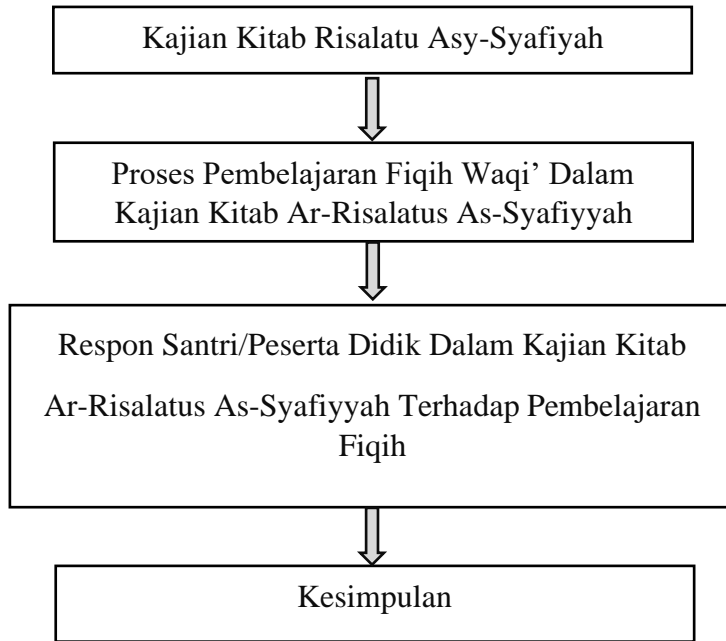 Kajian Kitab Risalatu Asy-Syafiyah
Proses Pembelajaran Fiqih Waqi’ Dalam
Kajian Kitab Ar-Risalatus As-Syafiyyah
Respon Santri/Peserta Didik Dalam Kajian Kitab
Ar-Risalatus As-Syafiyyah Terhadap Pembelajaran
Fiqih
Kesimpulan